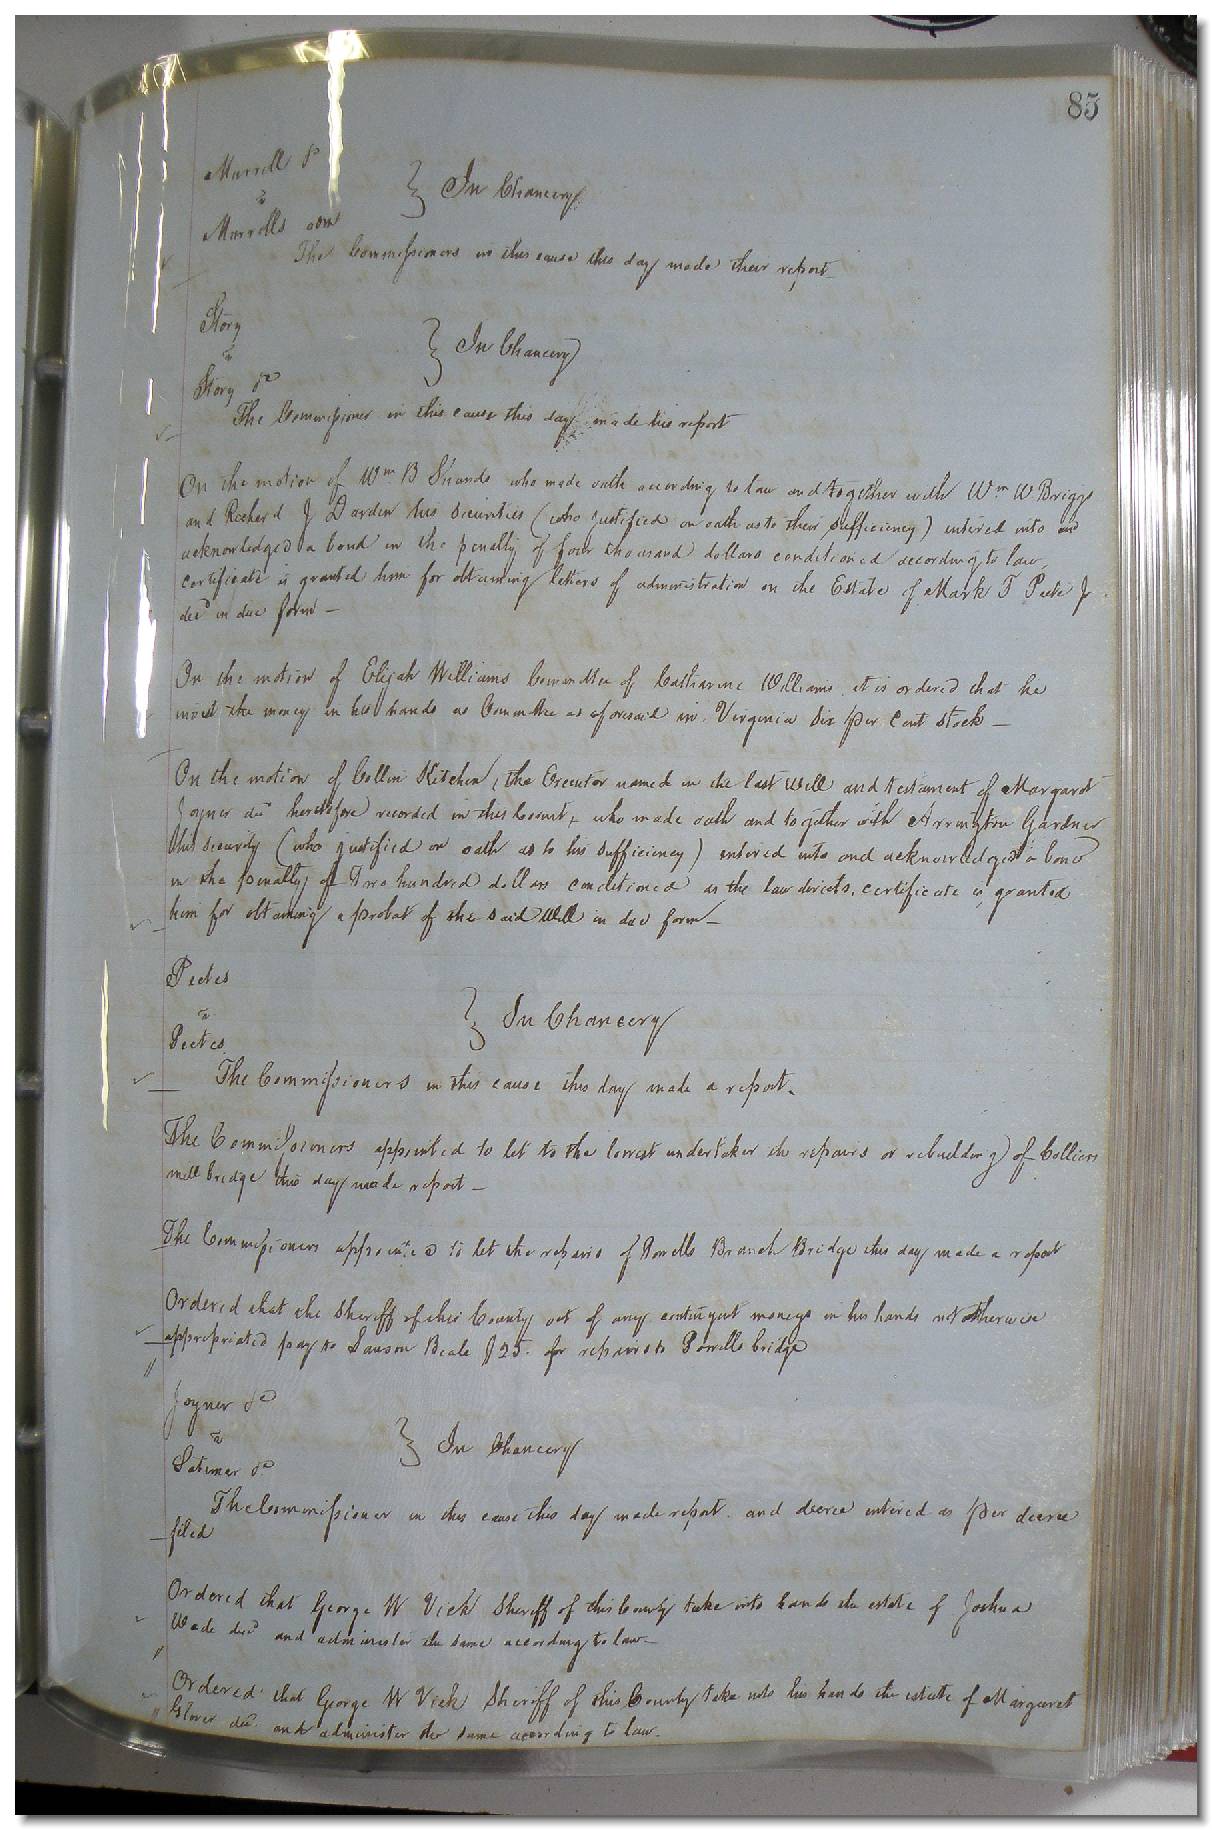 85
Murrell &c
vs
Murrells admr
} In Chancery
The Commissioners in this cause this day made their report
Story
vs
Story &c
} In Chancery
The Commissioner in this cause this day made his report
On the motion of Wm B Shands who made oath according to law and together with Wm W. Briggs
and Richard J Darden his securities (who justified on oath as to their sufficiency) entered into and
acknowledged a bond in the penalty of four thousand dollars conditioned according to law,
certificate is granted him for obtaining letters of administration on the Estate of Mark T Peete Jr
decd in due form —
On the motion of Elijah Williams Committee of Catharine Williams, it is ordered that he
invest the money in his hands as Committee as aforesaid in Virginia Six per Cent Stock —
On the motion of Collin Kitchen, the Executor named in the last Will and testament of Margaret
Joyner decd heretofore recorded in this Court, who made oath and together with Arrington Gardner
his security (who justified on oath as to his sufficiency) entered into and acknowledged a bond
in the penalty of Two hundred dollars conditioned as the law directs, certificate is granted
him for obtaining a probat of the said Will in due form —
Peetes
vs
Peetes
} In Chancery
The Commissioners in this cause this day made a report.
The Commissioners appointed to let to the lowest undertaker the repairs or rebuilding of Colliers
mill bridge this day made report —
The Commissioners appointed to let the repairs of Powells Branch Bridge this day made a report
Ordered that the Sheriff of this County out of any contingent moneys in his hands not otherwise
appropriated pay to Lawson Beale $25. for repairs to Powells bridge
Joyner &c
vs
Latimer &c
} In Chancery
The Commissioner in this cause this day made report. and decree entered as per decree
filed
Ordered that George W Vick Sheriff of this County take into hands the estate of Joshua
Wade decd and administer the same according to law —
Ordered that George W Vick Sheriff of this County take into his hands the estate of Margaret
Glover decd. and administer the same according to law.